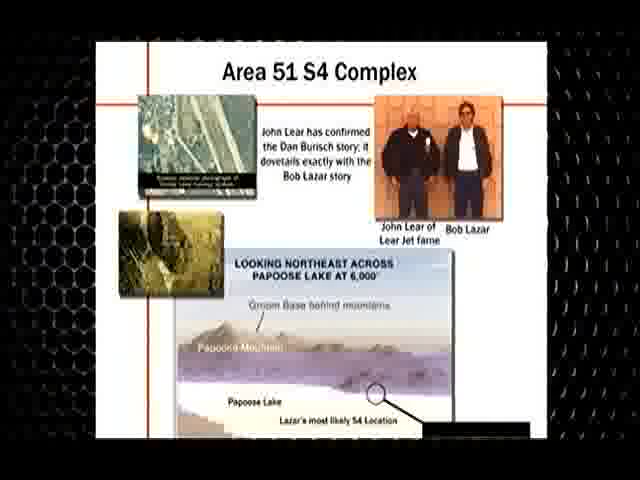 Area 51 S4 Complex
John Lear has confirmed
the Dan Burisch story; it
dovetails exactly with the
Bob Lazar story
John Lear of
Lear Jet fame
Bob Lazar
LOOKING NORTHEAST ACROSS
PAPOOSE LAKE AT 6,000'
Groom Base behind mountains
Papoose Mountain
Papoose Lake
Lazar's most likely S4 Location